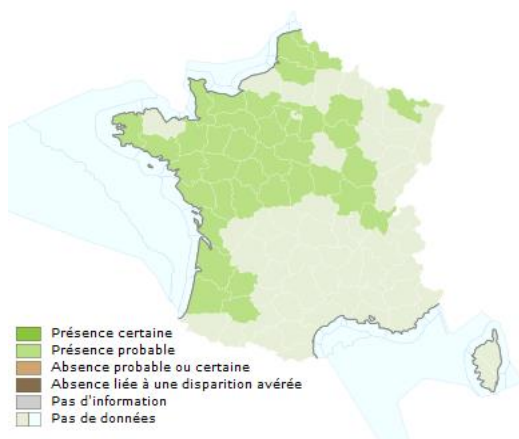 Présence certaine
Présence probable
Absence probable ou certaine
Absence liée à une disparition avérée
Pas d'information
Pas de données